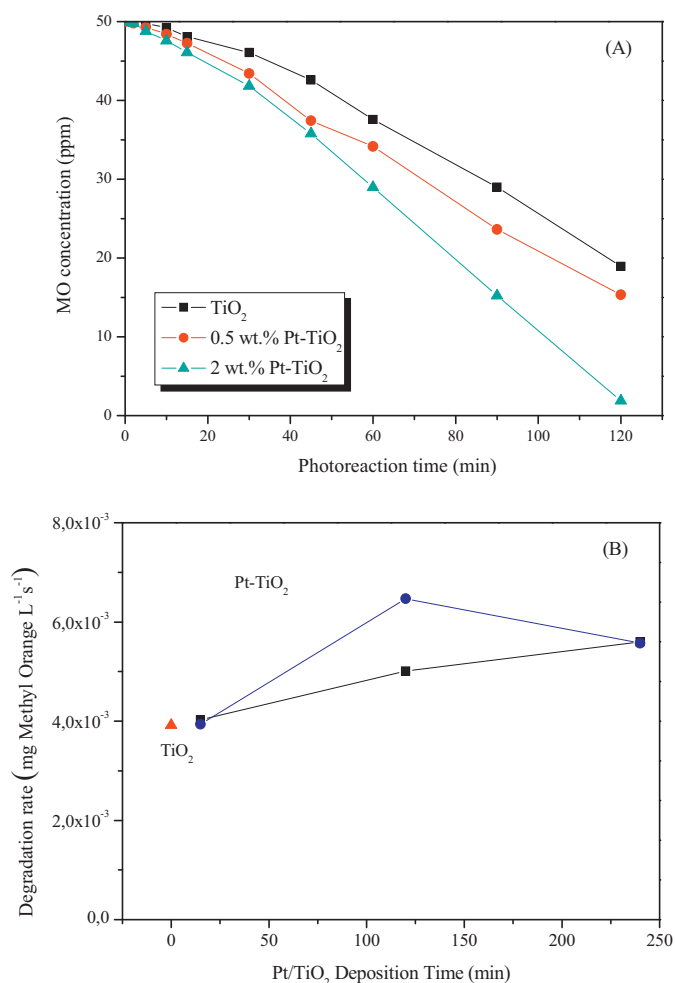 (A)
MO concentration (ppm)
50
40
30
20
10
0
TiO₂
0.5 wt.% Pt-TiO₂
2 wt.% Pt-TiO₂
0 20 40 60 80 100 120
Photoreaction time (min)
(B)
Degradation rate (mg Methyl Orange L⁻¹s⁻¹)
8,0x10⁻³
6,0x10⁻³
4,0x10⁻³
2,0x10⁻³
0,0
Pt-TiO₂
TiO₂
0 50 100 150 200 250
Pt/TiO₂ Deposition Time (min)